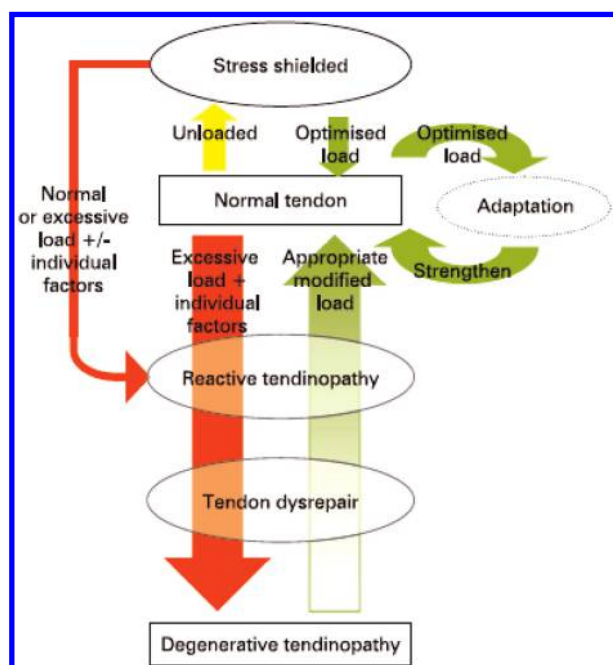 Stress shielded
Unloaded
Optimised
load
Optimised
load
Normal
or excessive
load +/-
individual
factors
Normal tendon
Adaptation
Excessive
load +
individual
factors
Appropriate
modified
load
Strengthen
Reactive tendinopathy
Tendon dysrepair
Degenerative tendinopathy